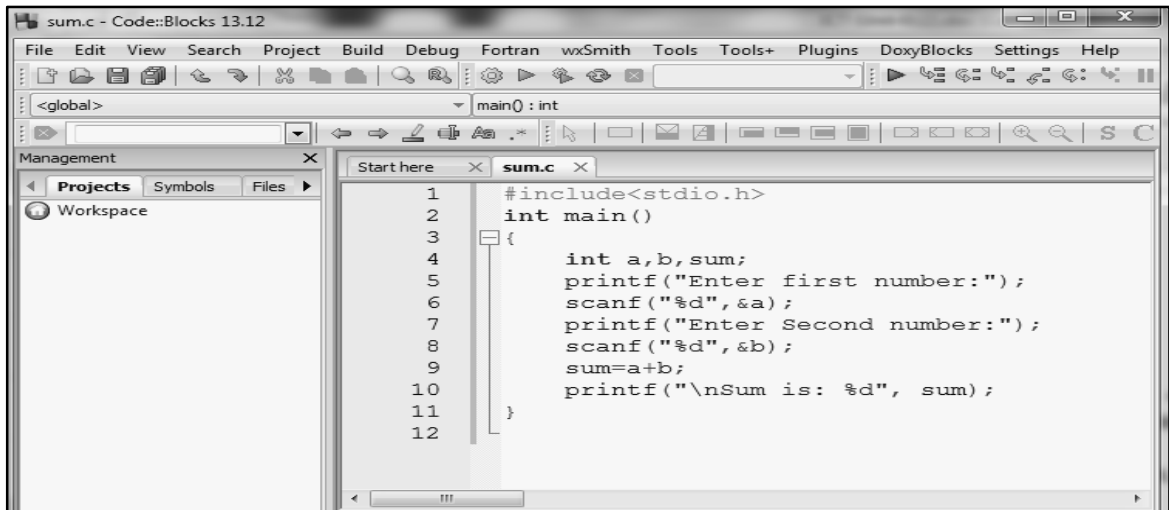 sum.c - Code::Blocks 13.12
File Edit View Search Project Build Debug Fortran wxSmith Tools Tools+ Plugins DoxyBlocks Settings Help
<global> main() : int
S C
Management
Start here sum.c
Projects Symbols Files
Workspace
1 #include<stdio.h>
2 int main()
3 {
4 int a,b,sum;
5 printf("Enter first number:");
6 scanf("%d",&a);
7 printf("Enter Second number:");
8 scanf("%d",&b);
9 sum=a+b;
10 printf("\nSum is: %d", sum);
11 }
12